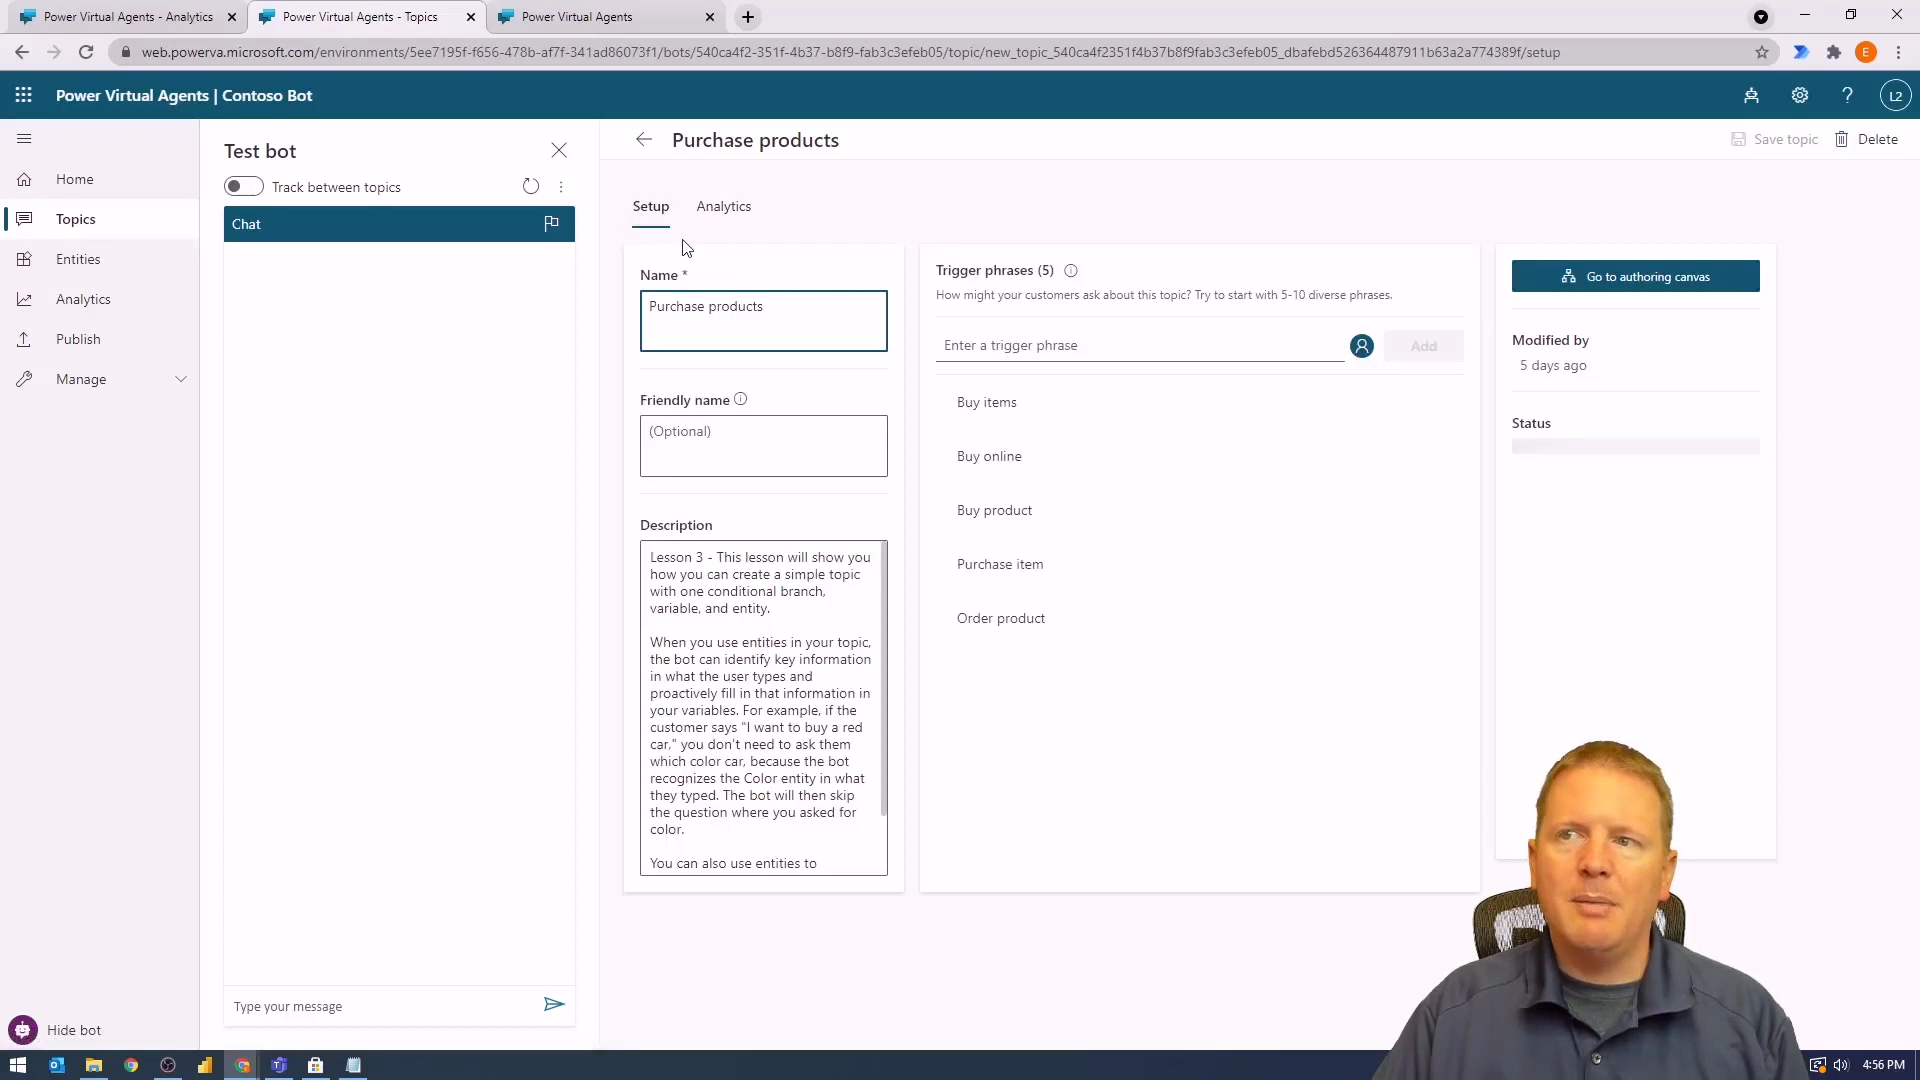 Power Virtual Agents - Analytics
Power Virtual Agents - Topics
Power Virtual Agents
web.powerva.microsoft.com/environments/5ee7195f-f656-478b-af7f-341ad86073f1/bots/540ca4f2-351f-4b37-b8f9-fab3c3efeb05/topic/new_topic_540ca4f2351f4b37b8f9fab3c3efeb05_dbafebd526364487911b63a2a774389f/setup
E
Power Virtual Agents | Contoso Bot
L2
Home
Topics
Entities
Analytics
Publish
Manage
Hide bot
Test bot
Track between topics
Chat
Type your message
Purchase products
Save topic
Delete
Setup
Analytics
Name *
Purchase products
Friendly name
(Optional)
Description
Lesson 3 - This lesson will show you
how you can create a simple topic
with one conditional branch,
variable, and entity.
When you use entities in your topic,
the bot can identify key information
in what the user types and
proactively fill in that information in
your variables. For example, if the
customer says "I want to buy a red
car," you don't need to ask them
which color car, because the bot
recognizes the Color entity in what
they typed. The bot will then skip
the question where you asked for
color.
You can also use entities to
Trigger phrases (5)
How might your customers ask about this topic? Try to start with 5-10 diverse phrases.
Enter a trigger phrase
Add
Buy items
Buy online
Buy product
Purchase item
Order product
Go to authoring canvas
Modified by
5 days ago
Status
4:56 PM